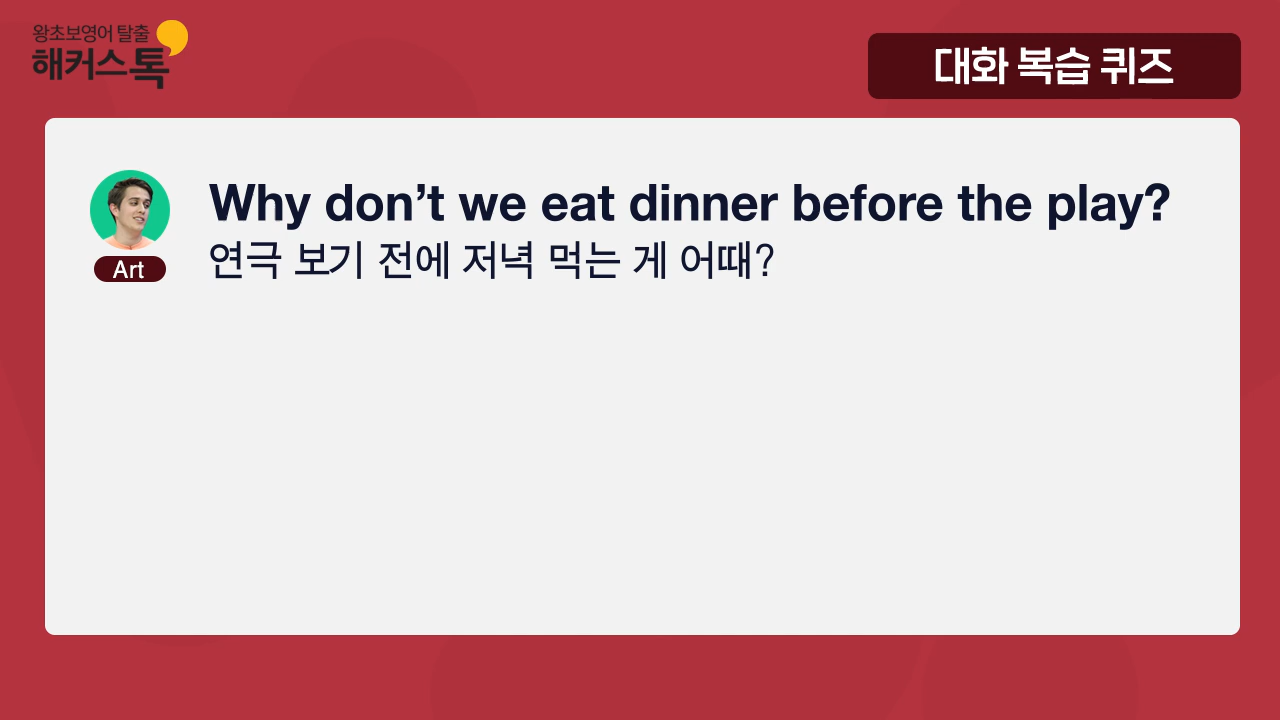 왕초보영어 탈출
해커스톡
대화 복습 퀴즈
Why don’t we eat dinner before the play?
연극 보기 전에 저녁 먹는 게 어때?
Art